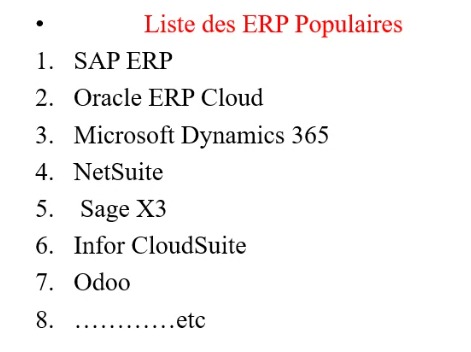 • Liste des ERP Populaires
1. SAP ERP
2. Oracle ERP Cloud
3. Microsoft Dynamics 365
4. NetSuite
5. Sage X3
6. Infor CloudSuite
7. Odoo
8. …………etc